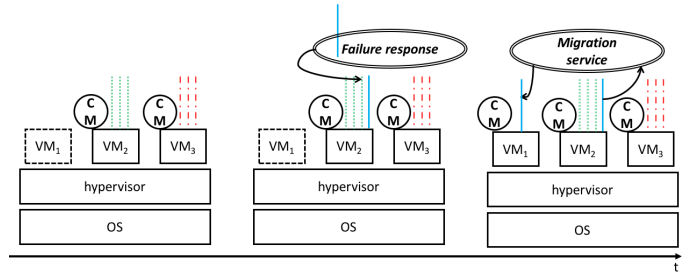 Failure response
Migration
service
C
M
C
M
C
M
C
M
C
M
C
M
C
M
VM1
VM2
VM3
VM1
VM2
VM3
VM1
VM2
VM3
hypervisor
hypervisor
hypervisor
OS
OS
OS
t